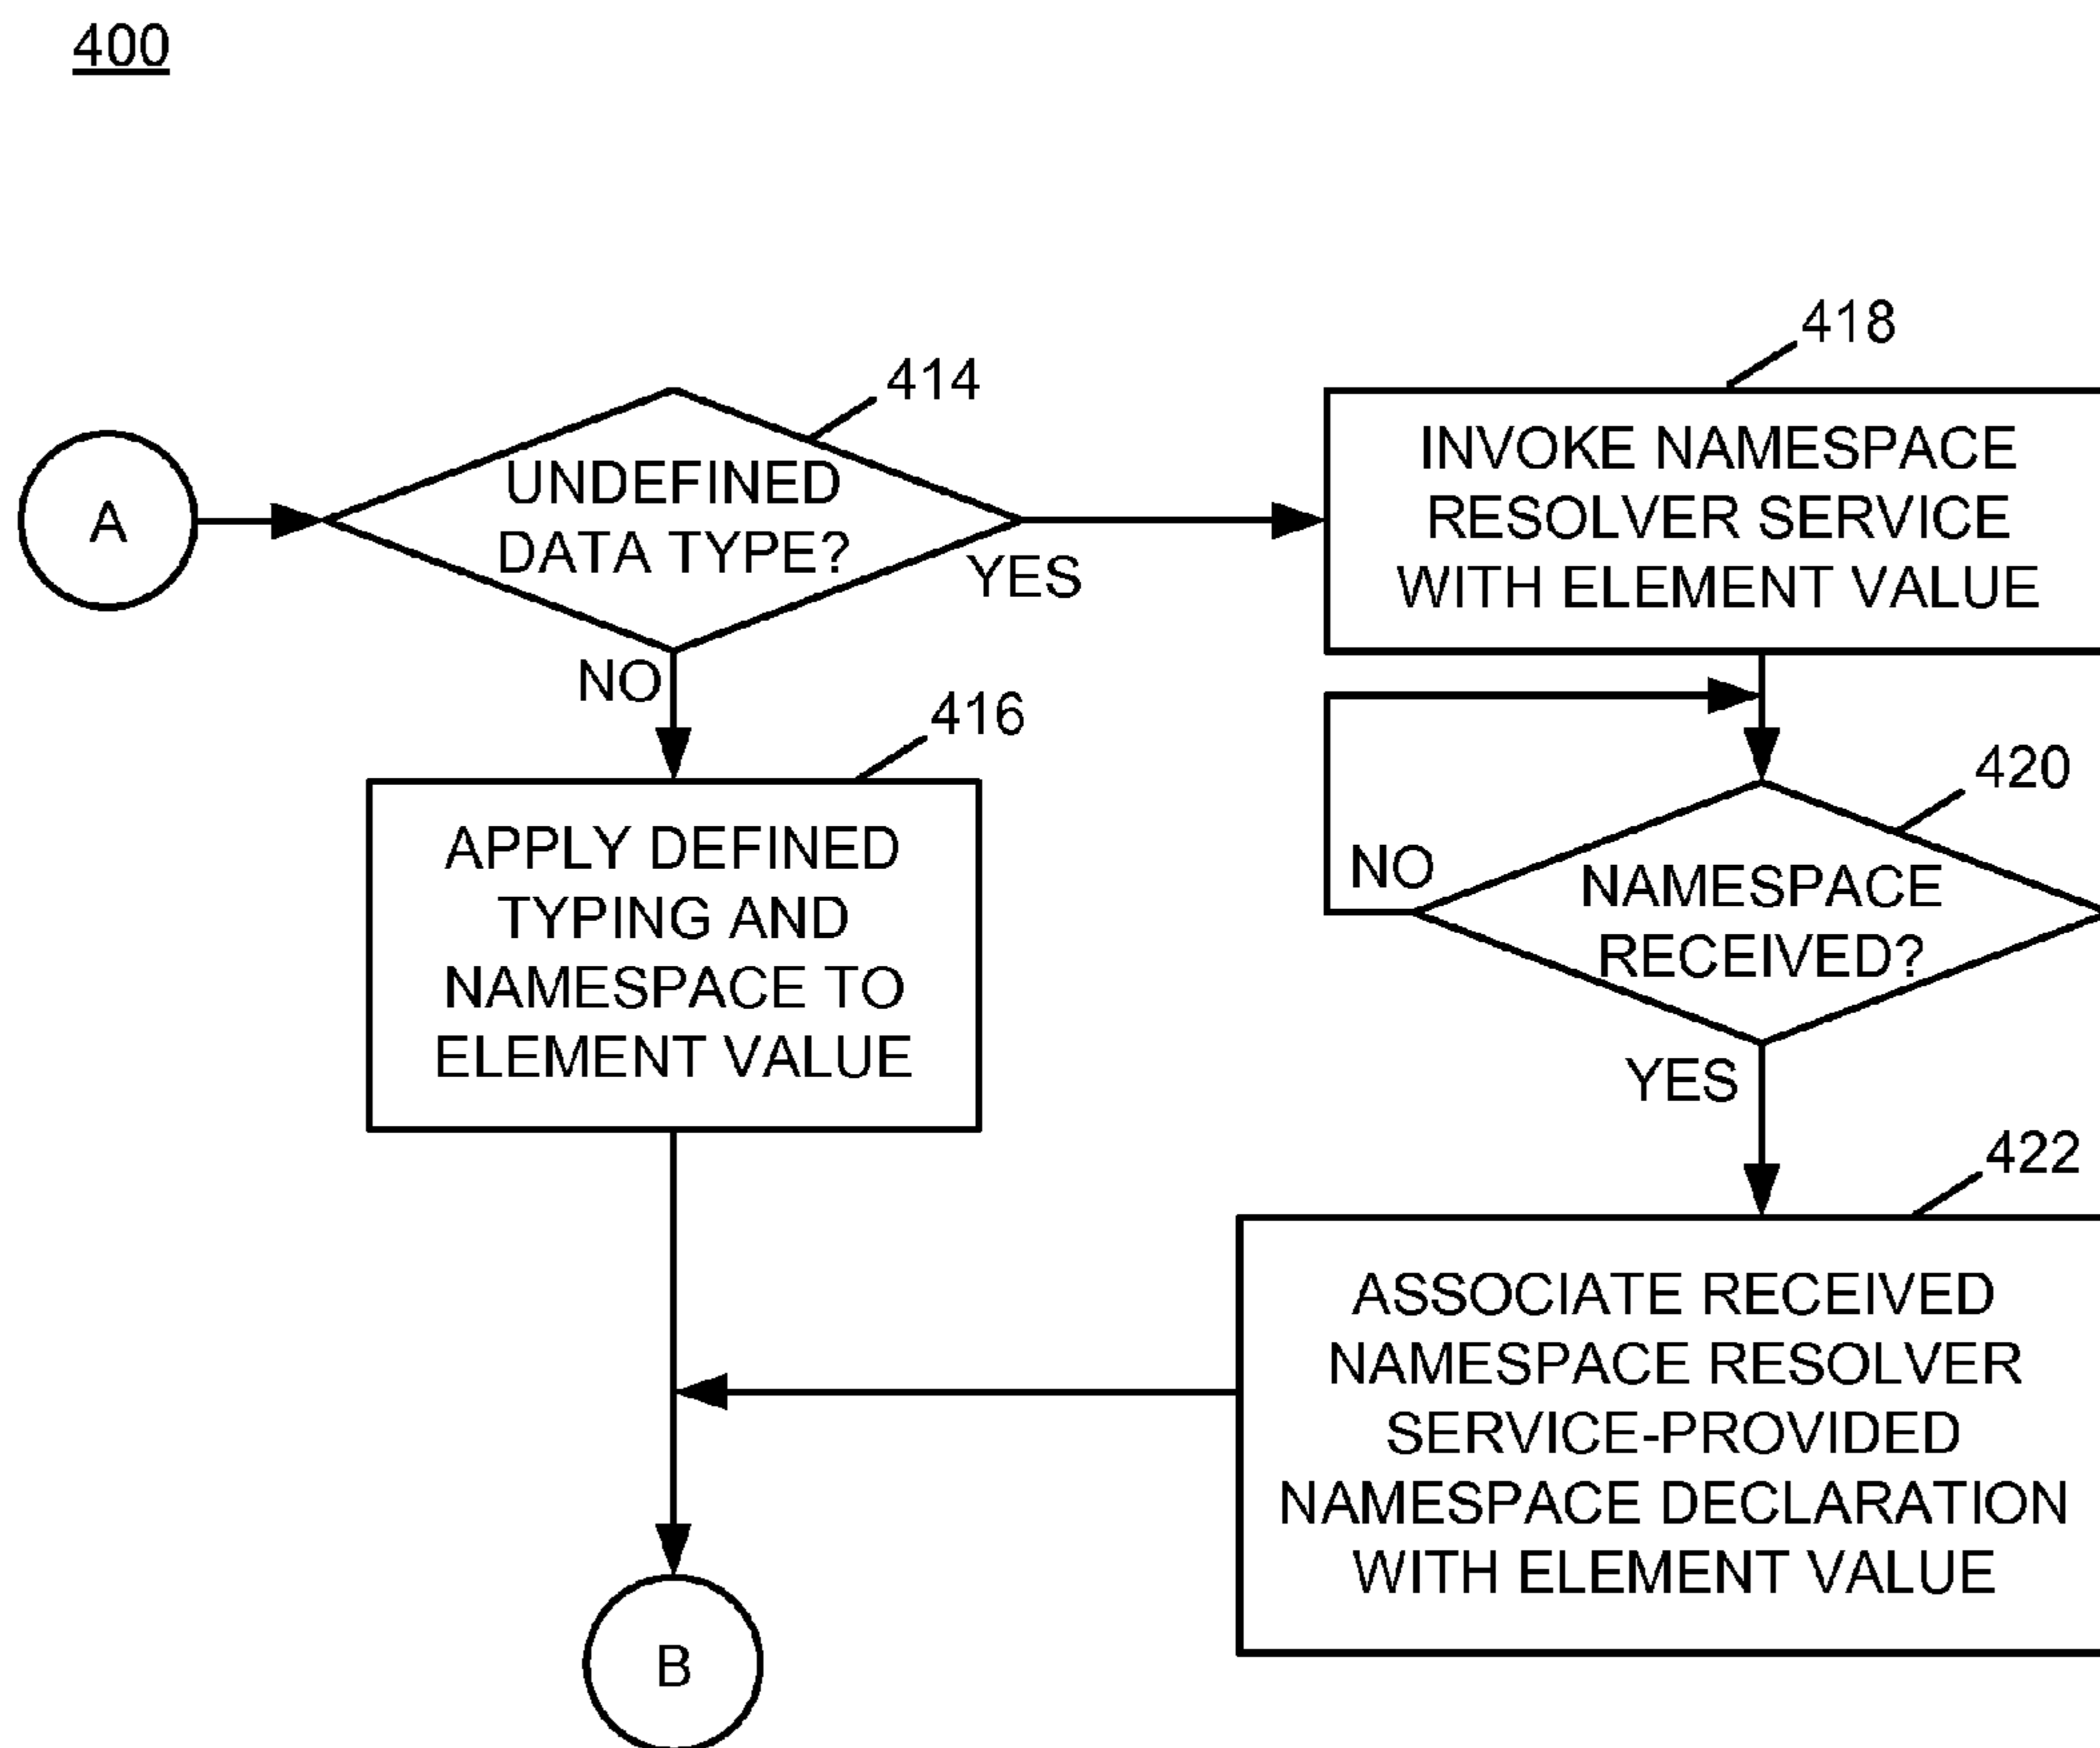 400
A
414
UNDEFINED
DATA TYPE?
YES
NO
418
INVOKE NAMESPACE
RESOLVER SERVICE
WITH ELEMENT VALUE
416
APPLY DEFINED
TYPING AND
NAMESPACE TO
ELEMENT VALUE
420
NO
NAMESPACE
RECEIVED?
YES
422
ASSOCIATE RECEIVED
NAMESPACE RESOLVER
SERVICE-PROVIDED
NAMESPACE DECLARATION
WITH ELEMENT VALUE
B